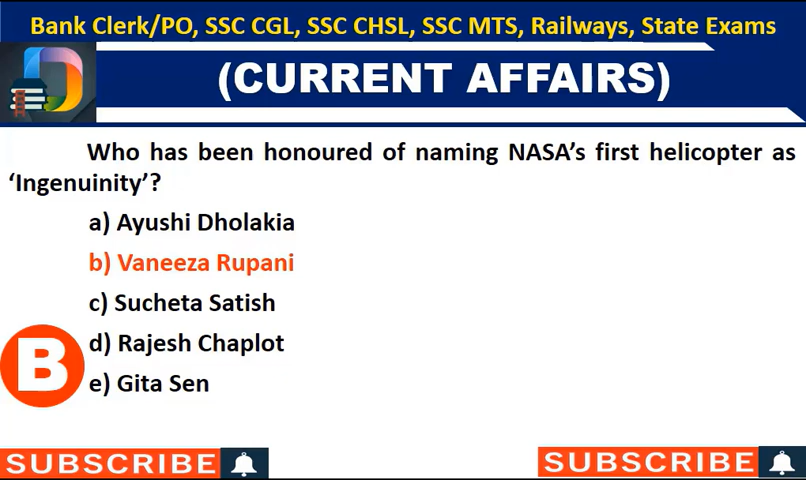 Bank Clerk/PO, SSC CGL, SSC CHSL, SSC MTS, Railways, State Exams
(CURRENT AFFAIRS)
Who has been honoured of naming NASA’s first helicopter as
‘Ingenuinity’?
a) Ayushi Dholakia
b) Vaneeza Rupani
c) Sucheta Satish
d) Rajesh Chaplot
e) Gita Sen
B
SUBSCRIBE
SUBSCRIBE